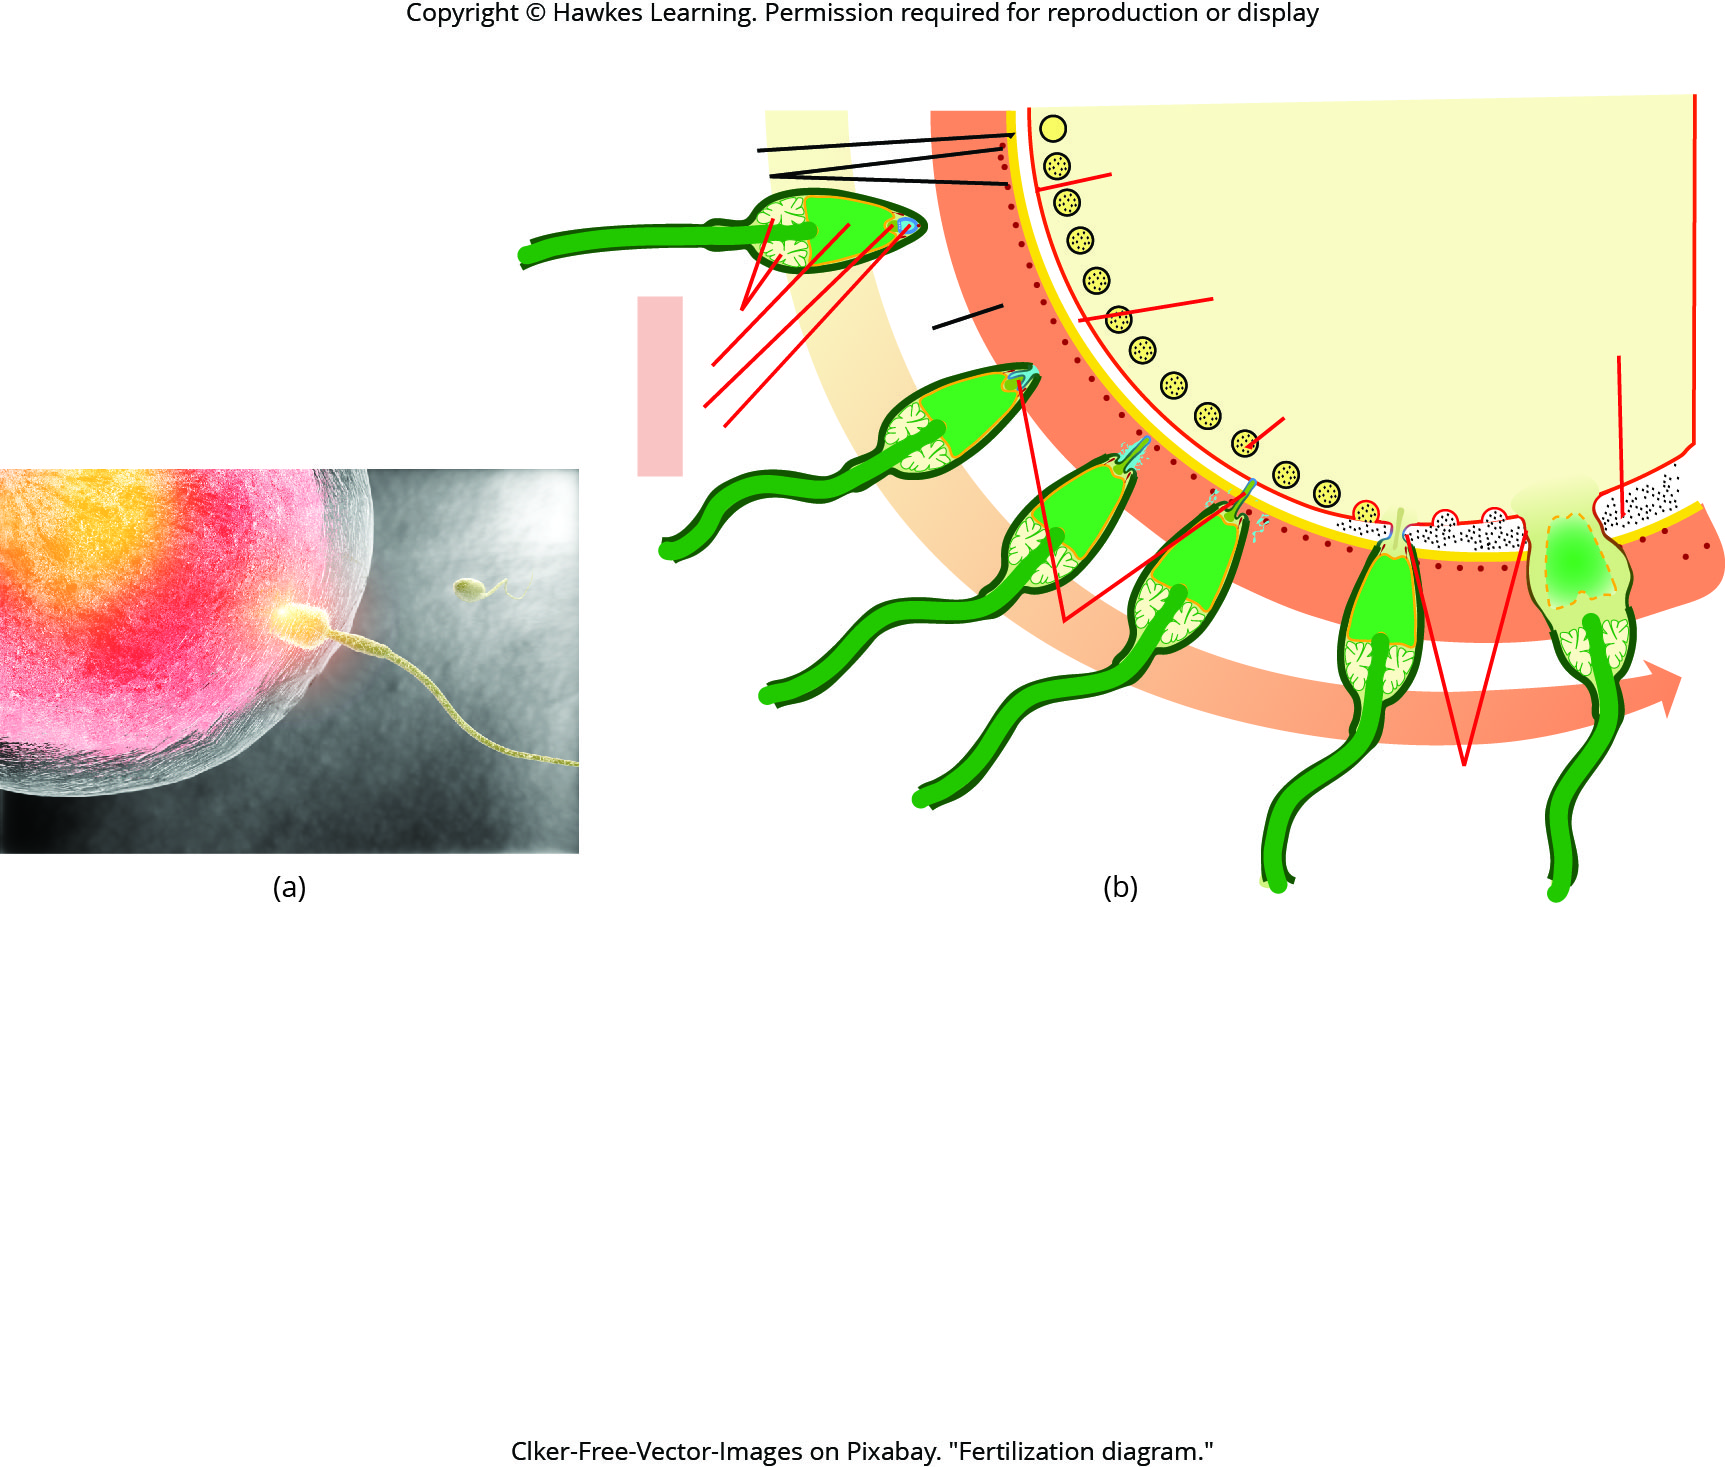 Copyright © Hawkes Learning. Permission required for reproduction or display
(a)
(b)
Clker-Free-Vector-Images on Pixabay. "Fertilization diagram."